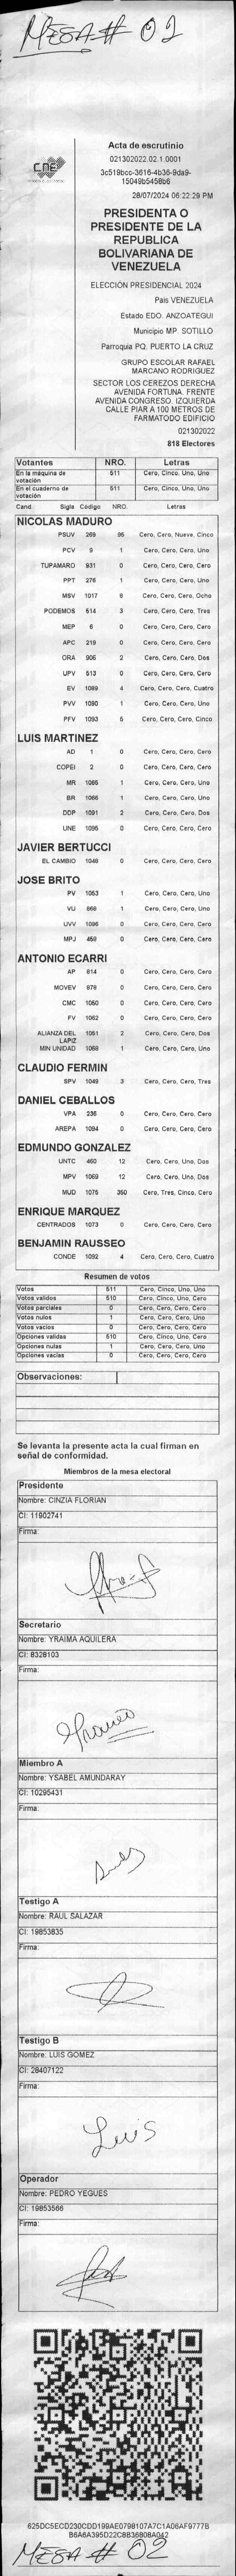 MESA # 02
CNE
Acta de escrutinio
021302022.02.1.0001
3c519bcc-3616-4b36-9da9-
15049b5458b6
28/07/2024 06:22:29 PM
PRESIDENTA O
PRESIDENTE DE LA
REPUBLICA
BOLIVARIANA DE
VENEZUELA
ELECCIÓN PRESIDENCIAL 2024
País VENEZUELA
Estado EDO. ANZOATEGUI
Municipio MP. SOTILLO
Parroquia PQ. PUERTO LA CRUZ
GRUPO ESCOLAR RAFAEL
MARCANO RODRIGUEZ
SECTOR LOS CEREZOS DERECHA
AVENIDA FORTUNA. FRENTE
AVENIDA CONGRESO. IZQUIERDA
CALLE PIAR A 100 METROS DE
FARMATODO EDIFICIO
021302022
818 Electores
Votantes NRO. Letras
En la máquina de votación 511 Cero, Cinco, Uno, Uno
En el cuaderno de votación 511 Cero, Cinco, Uno, Uno
Cand Sigla Código NRO. Letras
NICOLAS MADURO
PSUV 269 95 Cero, Cero, Nueve, Cinco
PCV 9 1 Cero, Cero, Cero, Uno
TUPAMARO 931 0 Cero, Cero, Cero, Cero
PPT 276 1 Cero, Cero, Cero, Uno
MSV 1017 8 Cero, Cero, Cero, Ocho
PODEMOS 514 3 Cero, Cero, Cero, Tres
MEP 6 0 Cero, Cero, Cero, Cero
APC 219 0 Cero, Cero, Cero, Cero
ORA 906 2 Cero, Cero, Cero, Dos
UPV 513 0 Cero, Cero, Cero, Cero
EV 1089 4 Cero, Cero, Cero, Cuatro
PVV 1090 1 Cero, Cero, Cero, Uno
PFV 1093 5 Cero, Cero, Cero, Cinco
LUIS MARTINEZ
AD 1 0 Cero, Cero, Cero, Cero
COPEI 2 0 Cero, Cero, Cero, Cero
MR 1065 1 Cero, Cero, Cero, Uno
BR 1066 1 Cero, Cero, Cero, Uno
DDP 1091 2 Cero, Cero, Cero, Dos
UNE 1095 0 Cero, Cero, Cero, Cero
JAVIER BERTUCCI
EL CAMBIO 1048 0 Cero, Cero, Cero, Cero
JOSE BRITO
PV 1053 1 Cero, Cero, Cero, Uno
VU 868 1 Cero, Cero, Cero, Uno
UVV 1096 0 Cero, Cero, Cero, Cero
MPJ 459 0 Cero, Cero, Cero, Cero
ANTONIO ECARRI
AP 814 0 Cero, Cero, Cero, Cero
MOVEV 878 0 Cero, Cero, Cero, Cero
CMC 1050 0 Cero, Cero, Cero, Cero
FV 1062 0 Cero, Cero, Cero, Cero
ALIANZA DEL LAPIZ 1051 2 Cero, Cero, Cero, Dos
MIN UNIDAD 1058 1 Cero, Cero, Cero, Uno
CLAUDIO FERMIN
SPV 1049 3 Cero, Cero, Cero, Tres
DANIEL CEBALLOS
VPA 236 0 Cero, Cero, Cero, Cero
AREPA 1094 0 Cero, Cero, Cero, Cero
EDMUNDO GONZALEZ
UNTC 460 12 Cero, Cero, Uno, Dos
MPV 1069 12 Cero, Cero, Uno, Dos
MUD 1075 350 Cero, Tres, Cinco, Cero
ENRIQUE MARQUEZ
CENTRADOS 1073 0 Cero, Cero, Cero, Cero
BENJAMIN RAUSSEO
CONDE 1092 4 Cero, Cero, Cero, Cuatro
Resumen de votos
Votos 511 Cero, Cinco, Uno, Uno
Votos validos 510 Cero, Cinco, Uno, Cero
Votos parciales 0 Cero, Cero, Cero, Cero
Votos nulos 1 Cero, Cero, Cero, Uno
Votos vacios 0 Cero, Cero, Cero, Cero
Opciones validas 510 Cero, Cinco, Uno, Cero
Opciones nulas 1 Cero, Cero, Cero, Uno
Opciones vacias 0 Cero, Cero, Cero, Cero
Observaciones:
Se levanta la presente acta la cual firman en
señal de conformidad.
Miembros de la mesa electoral
Presidente
Nombre: CINZIA FLORIAN
CI: 11902741
Firma:
Secretario
Nombre: YRAIMA AQUILERA
CI: 8328103
Firma:
Miembro A
Nombre: YSABEL AMUNDARAY
CI: 10295431
Firma:
Testigo A
Nombre: RAUL SALAZAR
CI: 19853835
Firma:
Testigo B
Nombre: LUIS GOMEZ
CI: 28407122
Firma:
Luis
Operador
Nombre: PEDRO YEGUES
CI: 19853566
Firma:
625DC5ECD230CDD199AE0798107A7C1A06AF9777B
B6A6A395D22CBB36808A042
MESA # 02